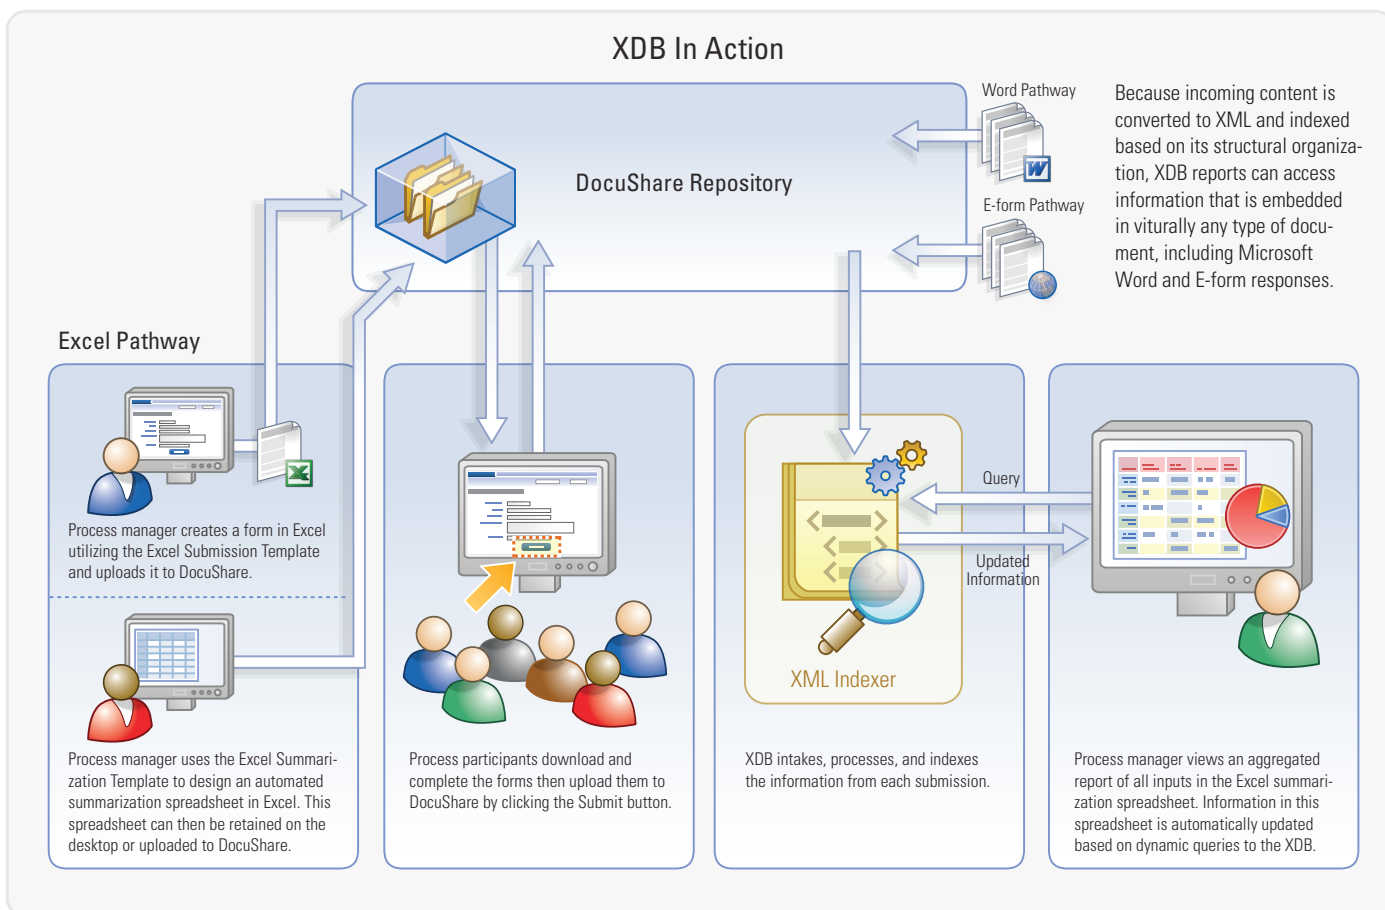 XDB In Action
DocuShare Repository
Word Pathway
E-form Pathway
Because incoming content is
converted to XML and indexed
based on its structural organiza-
tion, XDB reports can access
information that is embedded
in viturally any type of docu-
ment, including Microsoft
Word and E-form responses.
Excel Pathway
Process manager creates a form in Excel
utilizing the Excel Submission Template
and uploads it to DocuShare.
Process manager uses the Excel Summari-
zation Template to design an automated
summarization spreadsheet in Excel. This
spreadsheet can then be retained on the
desktop or uploaded to DocuShare.
Process participants download and
complete the forms then upload them to
DocuShare by clicking the Submit button.
XML Indexer
XDB intakes, processes, and indexes
the information from each submission.
Query
Updated
Information
Process manager views an aggregated
report of all inputs in the Excel summari-
zation spreadsheet. Information in this
spreadsheet is automatically updated
based on dynamic queries to the XDB.